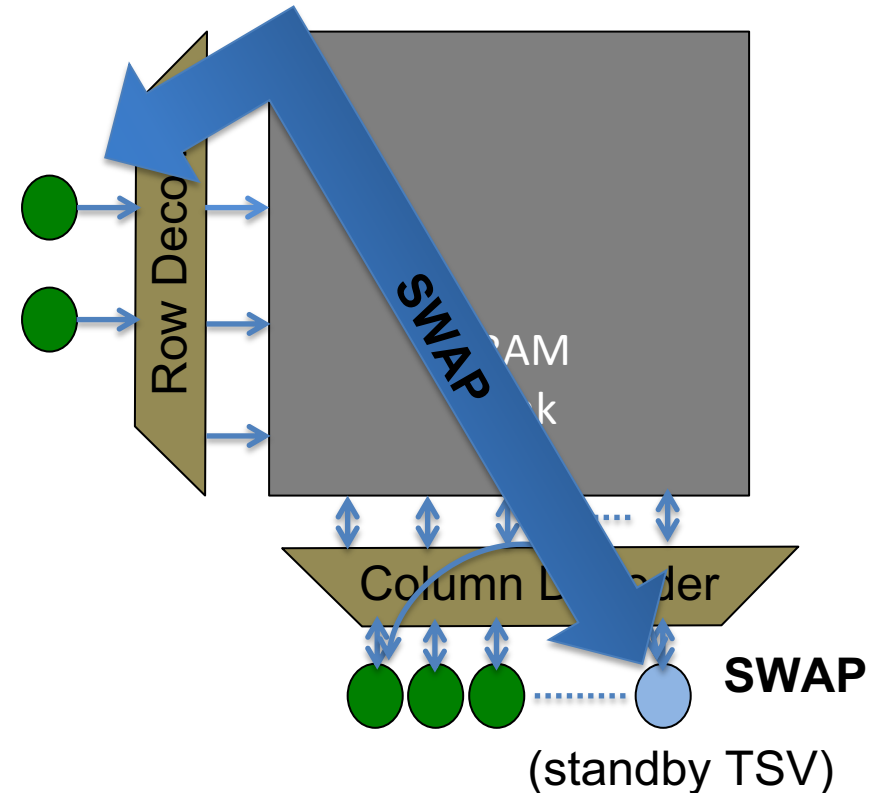 Row Deco
SWAP
RAM
k
Column D der
SWAP
(standby TSV)